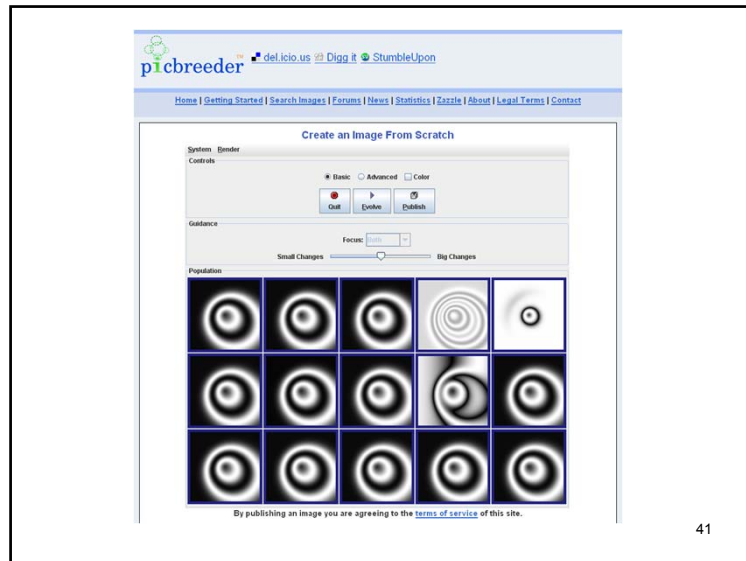 picbreeder™ del.icio.us Digg it StumbleUpon
Home | Getting Started | Search Images | Forums | News | Statistics | Zazzle | About | Legal Terms | Contact
Create an Image From Scratch
System Render
Controls
Basic Advanced Color
Quit Evolve Publish
Guidance
Focus:
Small Changes Big Changes
Population
By publishing an image you are agreeing to the terms of service of this site.
41